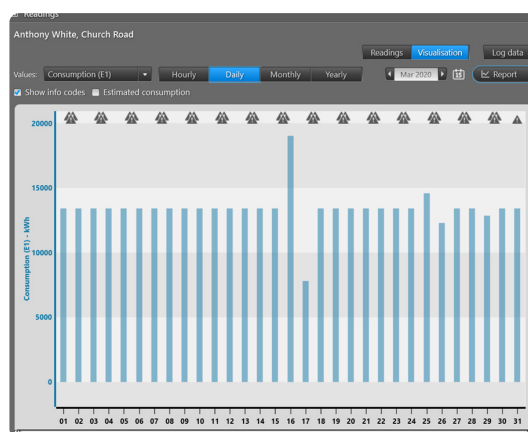 Readings
Anthony White, Church Road
Readings Visualisation Log data
Values: Consumption (E1) Hourly Daily Monthly Yearly Mar 2020 Report
Show info codes Estimated consumption
20000
15000
10000
5000
0
Consumption (E1) - kWh
01 02 03 04 05 06 07 08 09 10 11 12 13 14 15 16 17 18 19 20 21 22 23 24 25 26 27 28 29 30 31